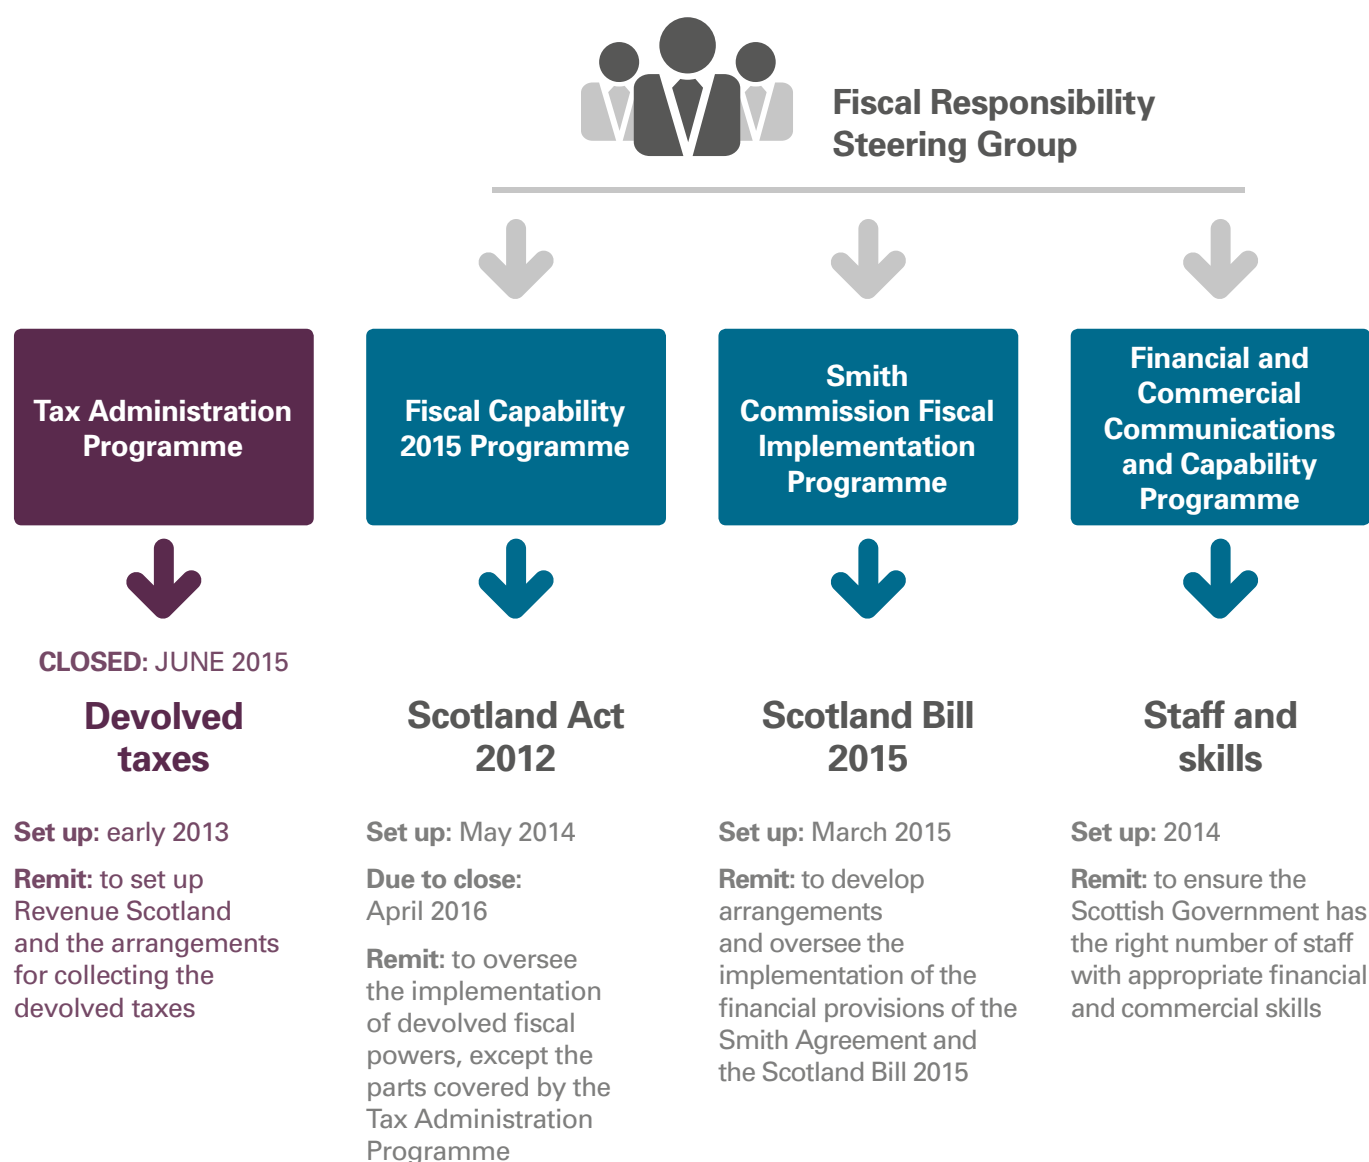 Fiscal Responsibility
Steering Group
Tax Administration
Programme
CLOSED: JUNE 2015
Devolved
taxes
Set up: early 2013
Remit: to set up
Revenue Scotland
and the arrangements
for collecting the
devolved taxes
Fiscal Capability
2015 Programme
Scotland Act
2012
Set up: May 2014
Due to close:
April 2016
Remit: to oversee
the implementation
of devolved fiscal
powers, except the
parts covered by the
Tax Administration
Programme
Smith
Commission Fiscal
Implementation
Programme
Scotland Bill
2015
Set up: March 2015
Remit: to develop
arrangements
and oversee the
implementation of the
financial provisions of the
Smith Agreement and
the Scotland Bill 2015
Financial and
Commercial
Communications
and Capability
Programme
Staff and
skills
Set up: 2014
Remit: to ensure the
Scottish Government has
the right number of staff
with appropriate financial
and commercial skills